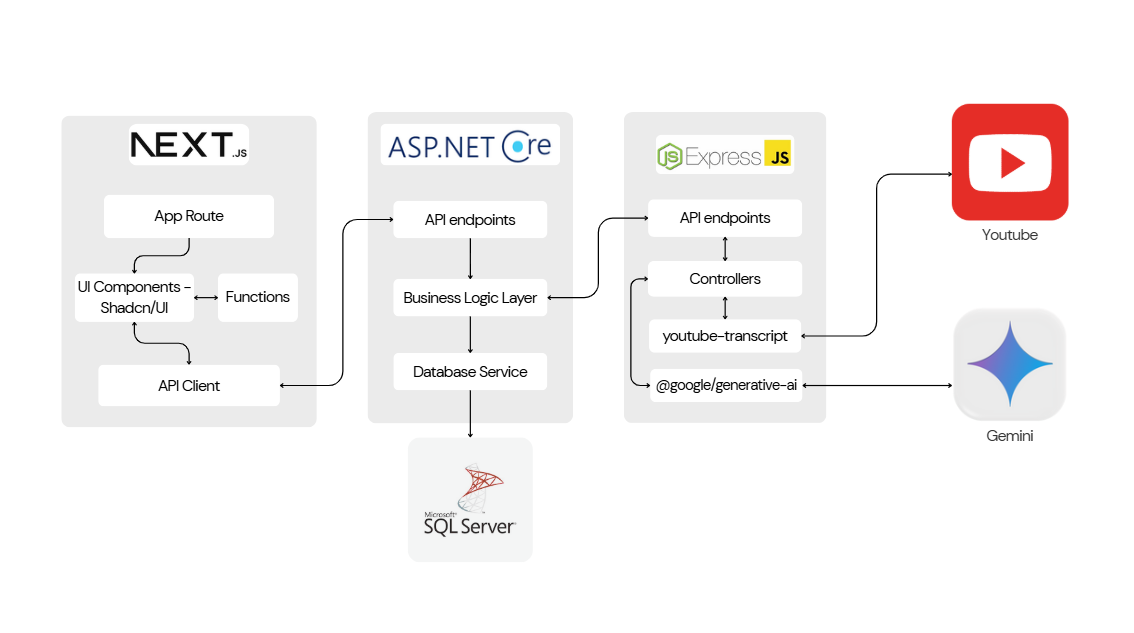 NEXT.JS
App Route
UI Components -
Shadcn/UI
Functions
API Client
ASP.NET Core
API endpoints
Business Logic Layer
Database Service
Microsoft®
SQL Server®
JS Express JS
API endpoints
Controllers
youtube-transcript
@google/generative-ai
Youtube
Gemini